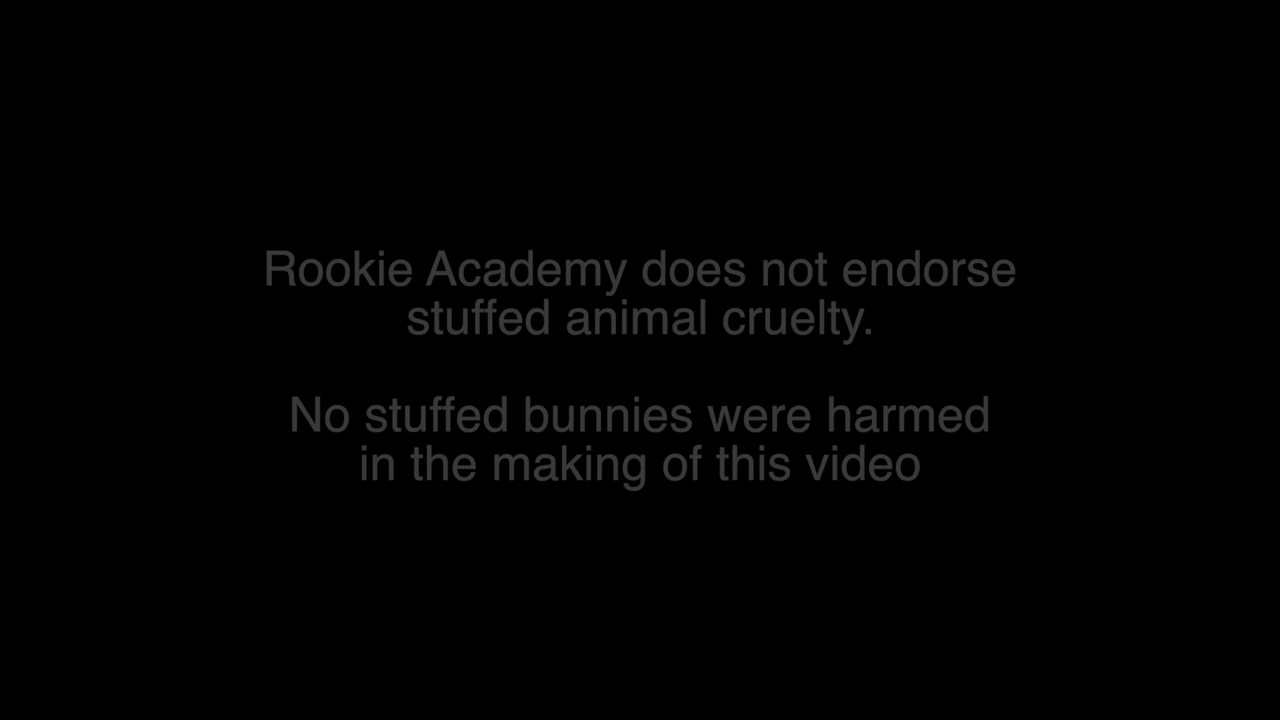 Rookie Academy does not endorse
stuffed animal cruelty.
No stuffed bunnies were harmed
in the making of this video